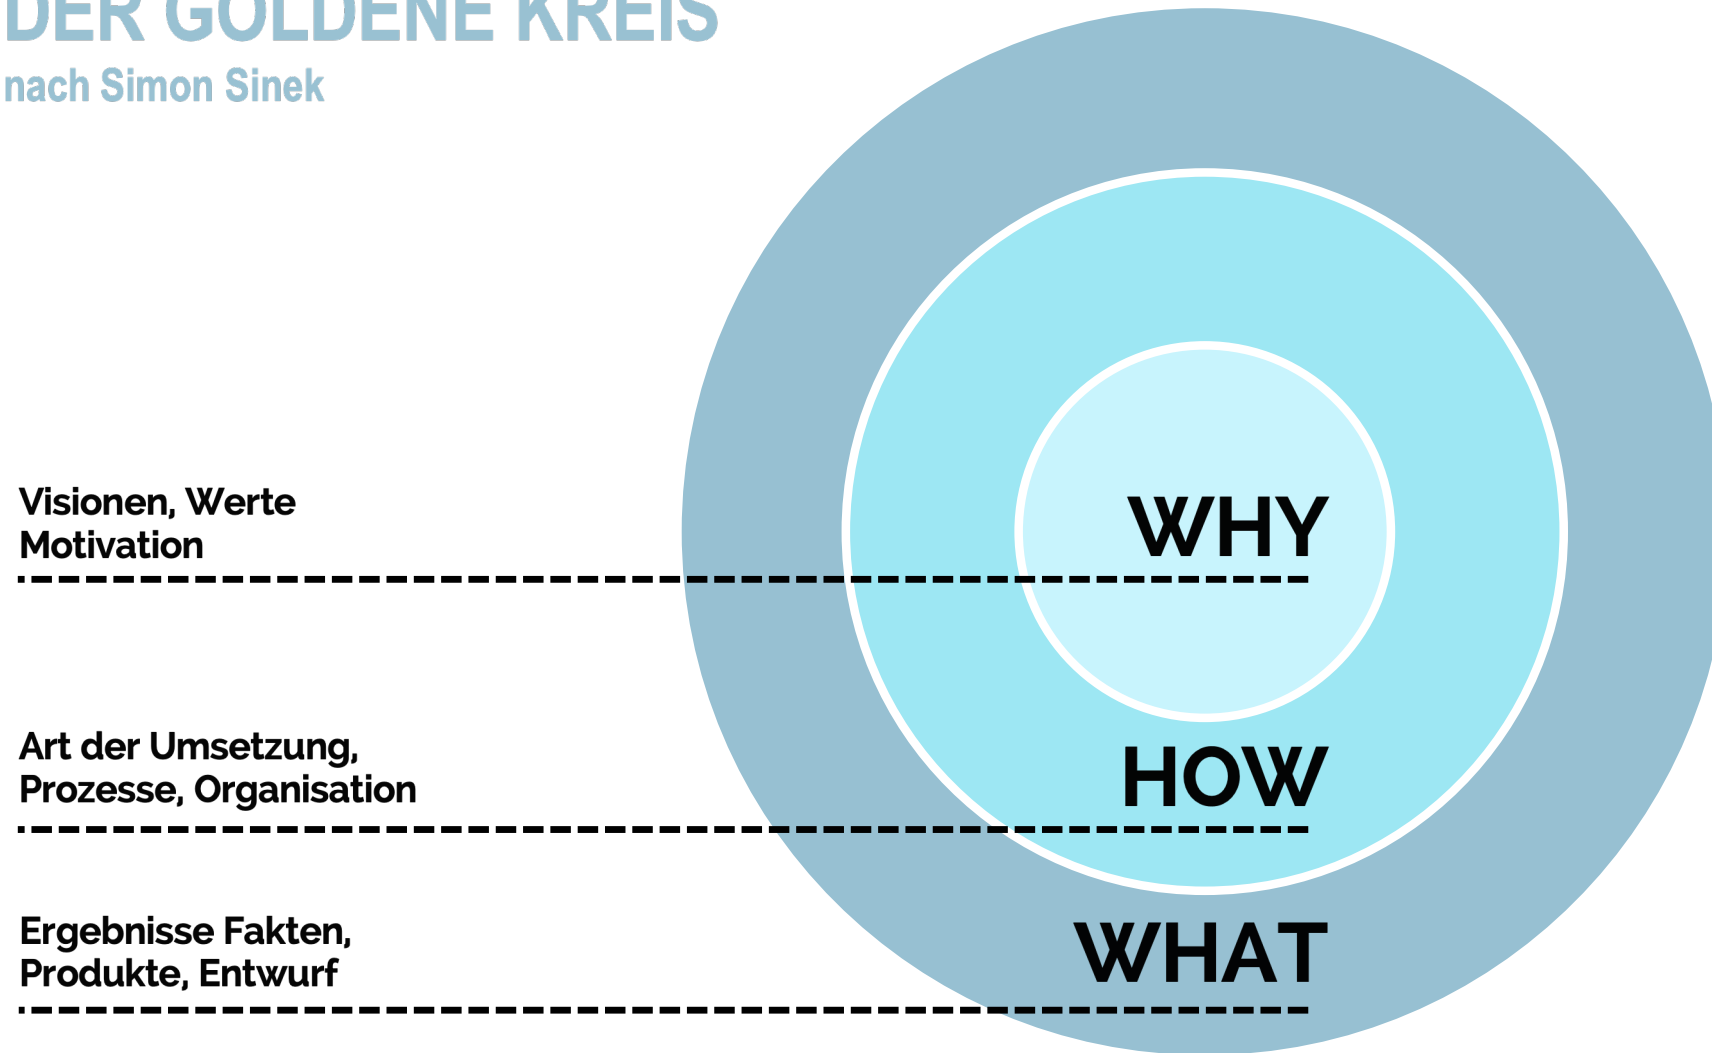 DER GOLDENE KREIS
nach Simon Sinek
Visionen, Werte
Motivation
WHY
Art der Umsetzung,
Prozesse, Organisation
HOW
Ergebnisse Fakten,
Produkte, Entwurf
WHAT